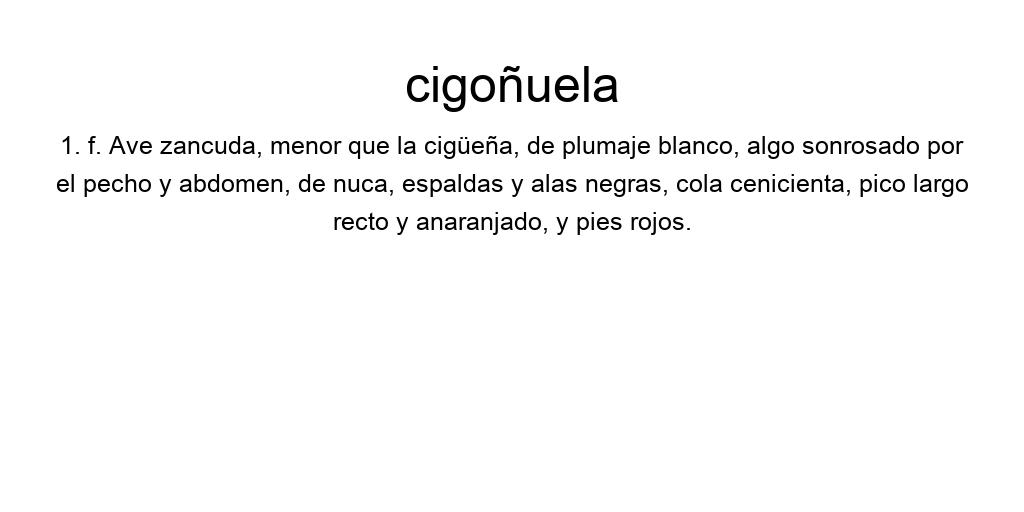 cigoñuela
1. f. Ave zancuda, menor que la cigüeña, de plumaje blanco, algo sonrosado por
el pecho y abdomen, de nuca, espaldas y alas negras, cola cenicienta, pico largo
recto y anaranjado, y pies rojos.